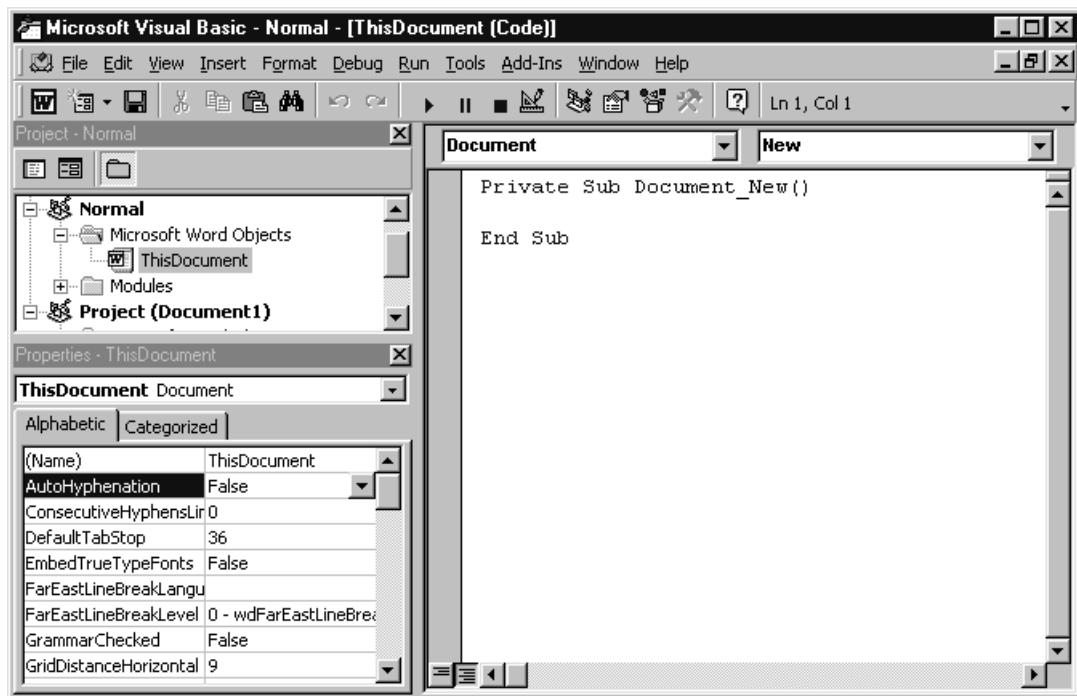 Microsoft Visual Basic - Normal - [ThisDocument (Code)]
File Edit View Insert Format Debug Run Tools Add-Ins Window Help
Ln 1, Col 1
Project - Normal
Normal
Microsoft Word Objects
ThisDocument
Modules
Project (Document1)
Properties - ThisDocument
ThisDocument Document
Alphabetic Categorized
(Name) ThisDocument
AutoHyphenation False
ConsecutiveHyphensLir 0
DefaultTabStop 36
EmbedTrueTypeFonts False
FarEastLineBreakLangu
FarEastLineBreakLevel 0 - wdFarEastLineBrea
GrammarChecked False
GridDistanceHorizontal 9
Document New
Private Sub Document_New()
End Sub